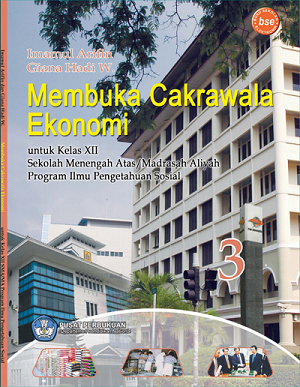 Imamul Arifin
Giana Hadi W
Membuka Cakrawala
Ekonomi
untuk Kelas XII
Sekolah Menengah Atas/Madrasah Aliyah
Program Ilmu Pengetahuan Sosial
3
bse
PUSAT PERBUKUAN